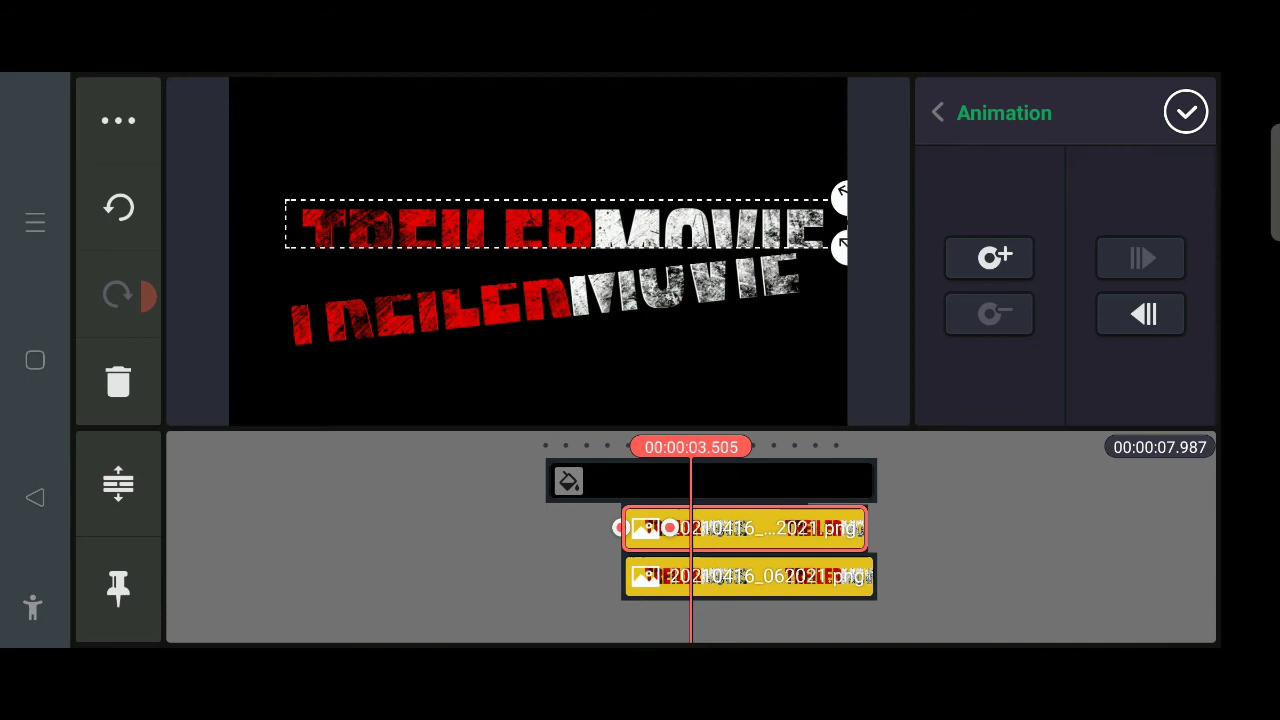 Animation
TREILERMOVIE
TREILERMOVIE
00:00:03.505
00:00:07.987
20210416_...2021.png
20210416_062021.png